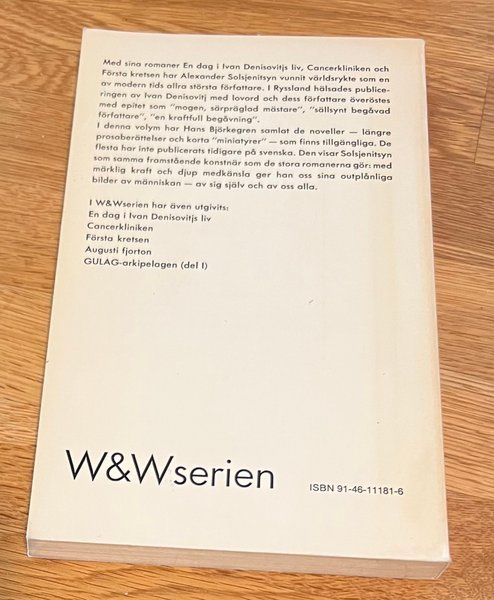 Med sina romaner En dag i Ivan Denisovitjs liv, Cancerkliniken och
Första kretsen har Alexander Solsjenitsyn vunnit världsrykte som en
av modern tids allra största författare. I Ryssland hälsades publice-
ringen av Ivan Denisovitj med lovord och dess författare överöstes
med epitet som "mogen, särpräglad mästare", "sällsynt begåvad
författare", "en kraftfull begåvning".
I denna volym har Hans Björkegren samlat de noveller — längre
prosaberättelser och korta "miniatyrer" — som finns tillgängliga. De
flesta har inte publicerats tidigare på svenska. Den visar Solsjenitsyn
som samma framstående konstnär som de stora romanerna gör: med
märklig kraft och djup medkänsla ger han oss sina outplånliga
bilder av människan — av sig själv och av oss alla.
I W&Wserien har även utgivits:
En dag i Ivan Denisovitjs liv
Cancerkliniken
Första kretsen
Augusti fjorton
GULAG-arkipelagen (del I)
W&Wserien
ISBN 91-46-11181-6